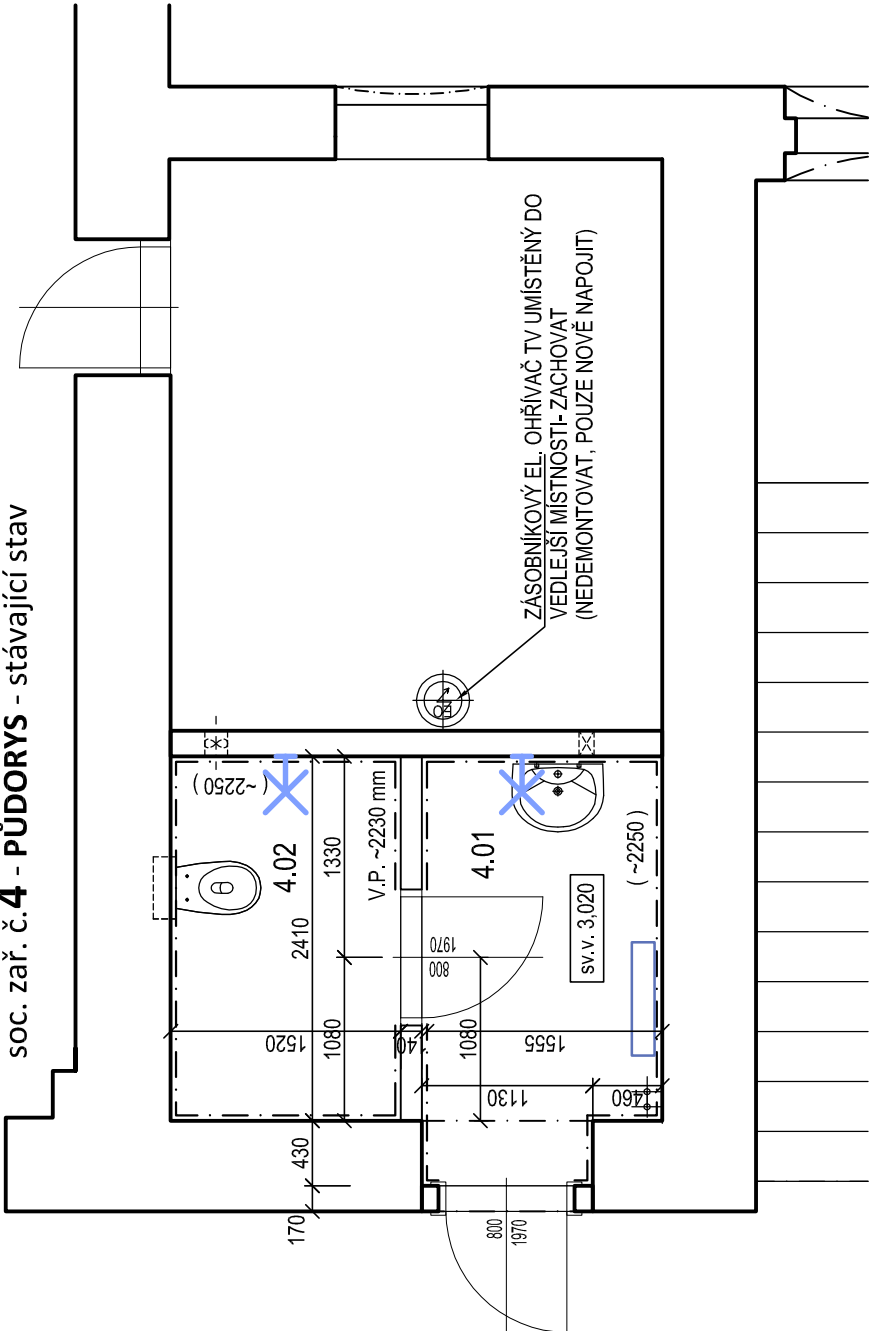 soc. zař. č.4 - PŮDORYS - stávající stav
ZÁSOBNÍKOVÝ EL. OHŘÍVAČ TV UMÍSTĚNÝ DO
VEDLEJŠÍ MÍSTNOSTI- ZACHOVAT
(NEDEMONTOVAT, POUZE NOVĚ NAPOJIT)
EO
( ~2250 )
4.02
V.P. ~2230 mm
1330
2410
1520
1080
140
430
170
4.01
( ~2250 )
sv.v. 3,020
800
1970
1080
1555
1130
460
800
1970